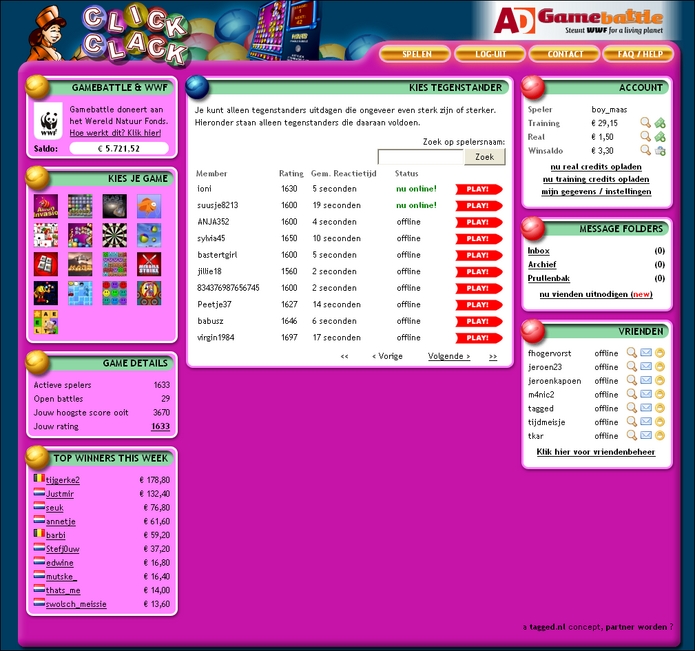 CLICK
CLACK
AD Gamebattle
Steunt WWF for a living planet
SPELEN
LOG-UIT
CONTACT
FAQ / HELP
GAMEBATTLE & WWF
WWF
Gamebattle doneert aan
het Wereld Natuur Fonds.
Hoe werkt dit? Klik hier!
Saldo: € 5.721,52
KIES JE GAME
GAME DETAILS
Actieve spelers 1633
Open battles 29
Jouw hoogste score ooit 3670
Jouw rating 1633
TOP WINNERS THIS WEEK
tijgerke2 € 178,80
Justmir € 132,40
seuk € 76,80
annetje € 61,60
barbi € 59,20
Stefj0uw € 37,20
edwine € 16,80
mutske_ € 16,40
thats_me € 14,00
swolsch_meissie € 13,60
KIES TEGENSTANDER
Je kunt alleen tegenstanders uitdagen die ongeveer even sterk zijn of sterker.
Hieronder staan alleen tegenstanders die daaraan voldoen.
Zoek op spelersnaam:
Zoek
Member Rating Gem. Reactietijd Status
ioni 1630 5 seconden nu online! PLAY!
suusje8213 1600 19 seconden nu online! PLAY!
ANJA352 1600 4 seconden offline PLAY!
sylvia45 1650 10 seconden offline PLAY!
bastertgirl 1600 5 seconden offline PLAY!
jillie18 1560 2 seconden offline PLAY!
834376987656745 1600 2 seconden offline PLAY!
Peetje37 1627 14 seconden offline PLAY!
babusz 1646 6 seconden offline PLAY!
virgin1984 1697 17 seconden offline PLAY!
<< < Vorige Volgende > >>
ACCOUNT
Speler boy_maas
Training € 29,15
Real € 1,50
Winsaldo € 3,30
nu real credits opladen
nu training credits opladen
mijn gegevens / instellingen
MESSAGE FOLDERS
Inbox (0)
Archief (0)
Prullenbak (0)
nu vienden uitnodigen (new)
VRIENDEN
fhogervorst offline
jeroen23 offline
jeroenkapoen offline
m4nic2 offline
tagged offline
tijdmeisje offline
tkar offline
Klik hier voor vriendenbeheer
a tagged.nl concept, partner worden ?